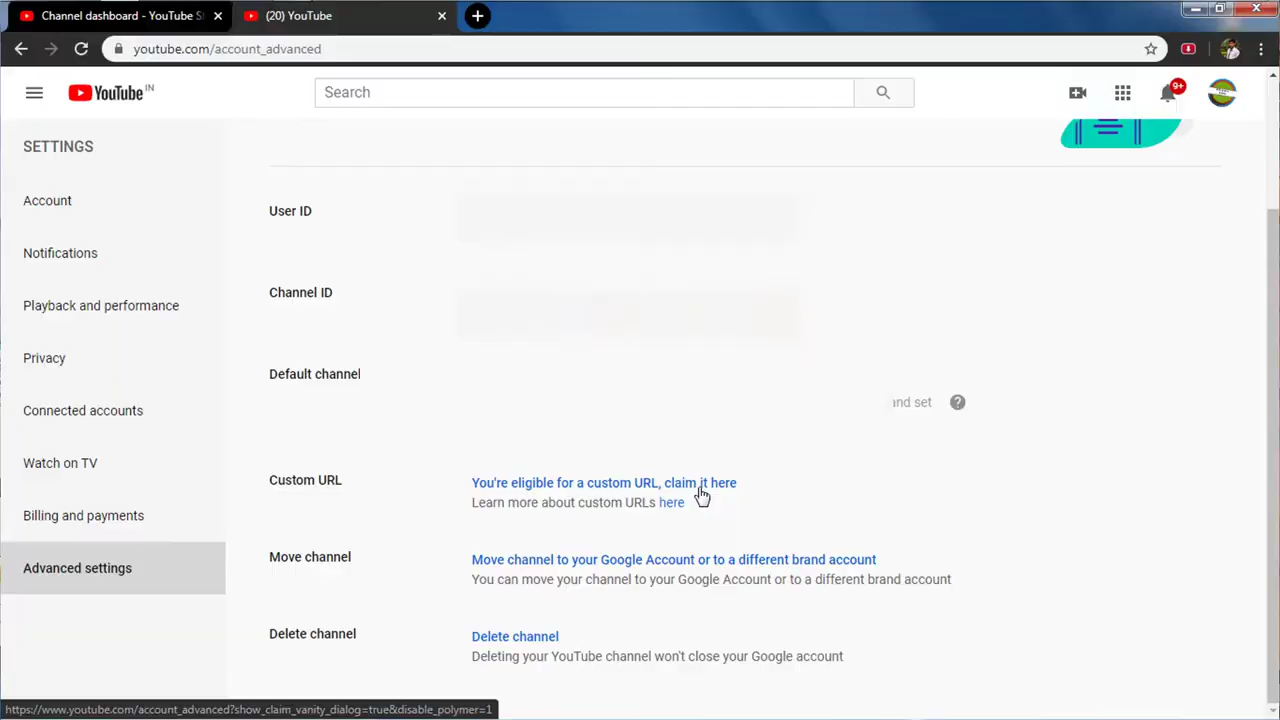 Channel dashboard - YouTube S
(20) YouTube
youtube.com/account_advanced
YouTube IN
Search
9+
SETTINGS
Account
Notifications
Playback and performance
Privacy
Connected accounts
Watch on TV
Billing and payments
Advanced settings
User ID
Channel ID
Default channel
and set
Custom URL
You're eligible for a custom URL, claim it here
Learn more about custom URLs here
Move channel
Move channel to your Google Account or to a different brand account
You can move your channel to your Google Account or to a different brand account
Delete channel
Delete channel
Deleting your YouTube channel won't close your Google account
https://www.youtube.com/account_advanced?show_claim_vanity_dialog=true&disable_polymer=1